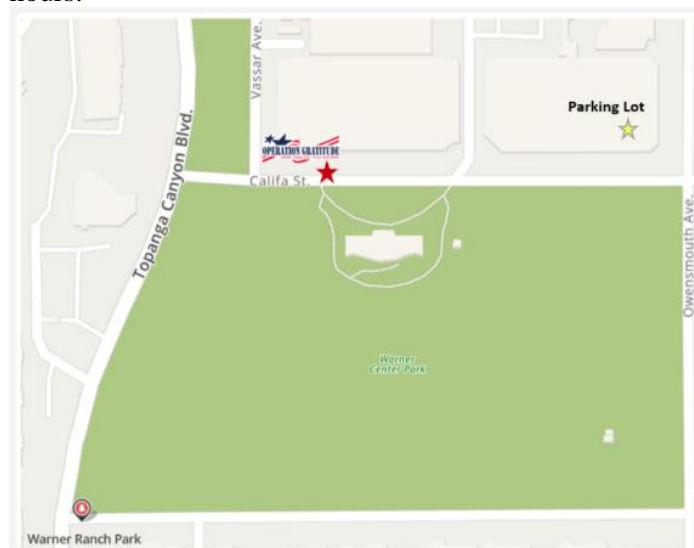 Vassar Ave.
Parking Lot
Topanga Canyon Blvd.
OPERATION GRATITUDE
Califa St.
Owensmouth Ave.
Warner
Center Park
Warner Ranch Park